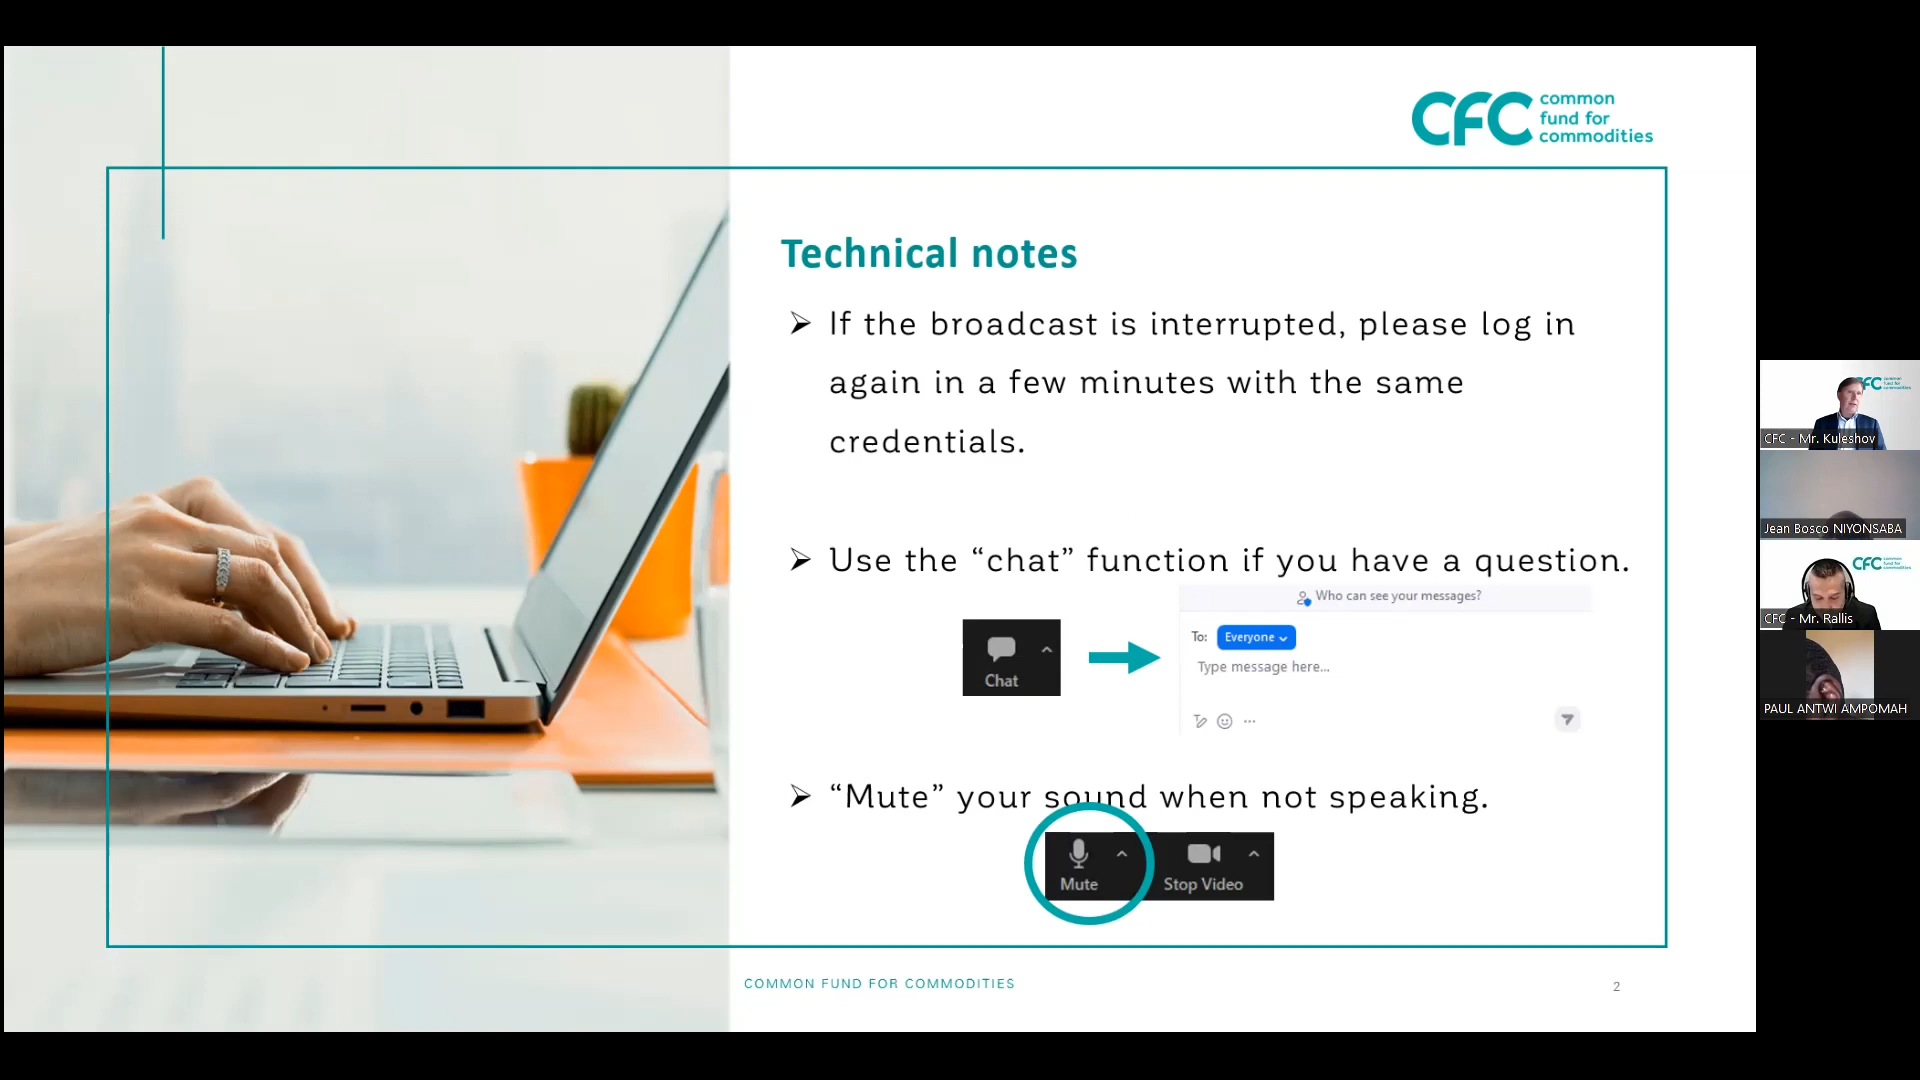 CFC common
fund for
commodities
Technical notes
➢ If the broadcast is interrupted, please log in
again in a few minutes with the same
credentials.
➢ Use the “chat” function if you have a question.
Who can see your messages?
To: Everyone
Type message here...
Chat
➢ “Mute” your sound when not speaking.
Mute Stop Video
COMMON FUND FOR COMMODITIES
2
CFC - Mr. Kuleshov
Jean Bosco NIYONSABA
CFC - Mr. Rallis
PAUL ANTWI AMPOMAH